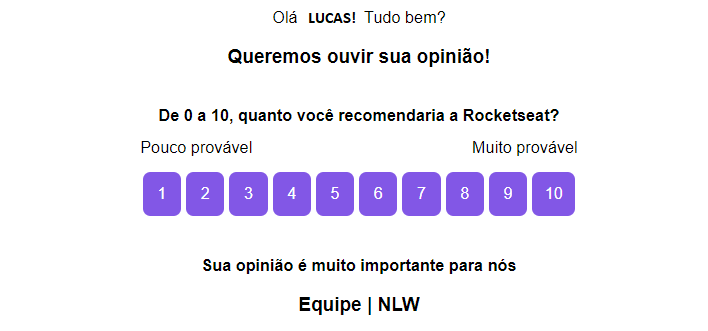 Olá LUCAS! Tudo bem?
Queremos ouvir sua opinião!
De 0 a 10, quanto você recomendaria a Rocketseat?
Pouco provável Muito provável
1 2 3 4 5 6 7 8 9 10
Sua opinião é muito importante para nós
Equipe | NLW